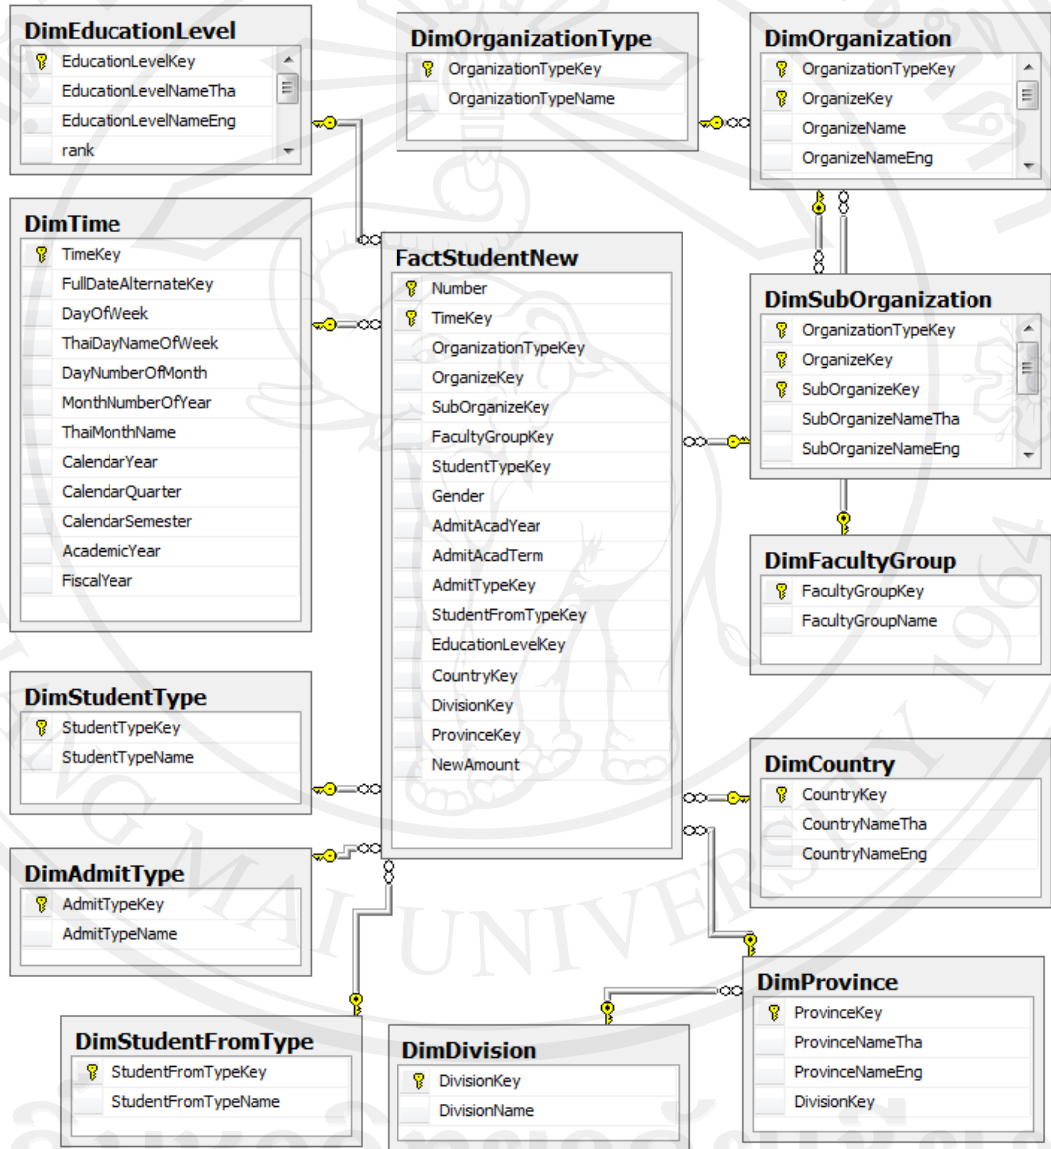 DimEducationLevel
EducationLevelKey
EducationLevelNameTha
EducationLevelNameEng
rank
DimOrganizationType
OrganizationTypeKey
OrganizationTypeName
DimOrganization
OrganizationTypeKey
OrganizeKey
OrganizeName
OrganizeNameEng
DimTime
TimeKey
FullDateAlternateKey
DayOfWeek
ThaiDayNameOfWeek
DayNumberOfMonth
MonthNumberOfYear
ThaiMonthName
CalendarYear
CalendarQuarter
CalendarSemester
AcademicYear
FiscalYear
FactStudentNew
Number
TimeKey
OrganizationTypeKey
OrganizeKey
SubOrganizeKey
FacultyGroupKey
StudentTypeKey
Gender
AdmitAcadYear
AdmitAcadTerm
AdmitTypeKey
StudentFromTypeKey
EducationLevelKey
CountryKey
DivisionKey
ProvinceKey
NewAmount
DimSubOrganization
OrganizationTypeKey
OrganizeKey
SubOrganizeKey
SubOrganizeNameTha
SubOrganizeNameEng
DimFacultyGroup
FacultyGroupKey
FacultyGroupName
DimStudentType
StudentTypeKey
StudentTypeName
DimCountry
CountryKey
CountryNameTha
CountryNameEng
DimAdmitType
AdmitTypeKey
AdmitTypeName
DimStudentFromType
StudentFromTypeKey
StudentFromTypeName
DimDivision
DivisionKey
DivisionName
DimProvince
ProvinceKey
ProvinceNameTha
ProvinceNameEng
DivisionKey
MAI UNIVERSITY 1964